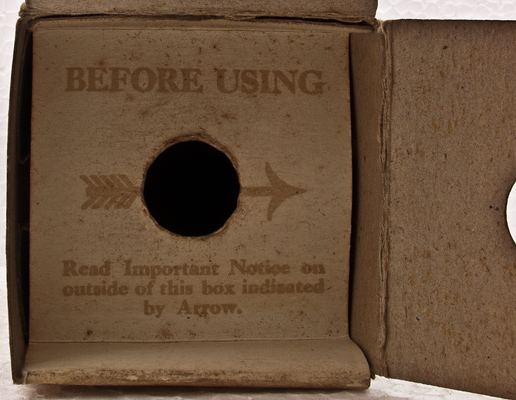 BEFORE USING
Read Important Notice on
outside of this box indicated
by Arrow.